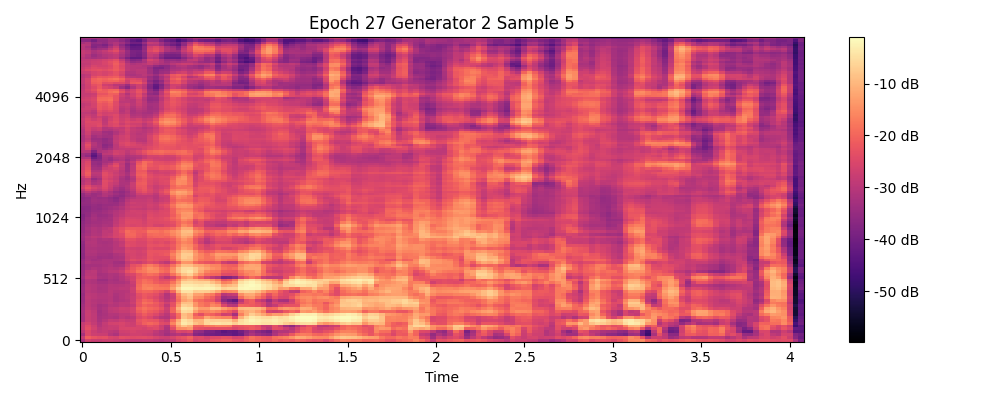 Epoch 27 Generator 2 Sample 5
Hz
4096
2048
1024
512
0
0 0.5 1 1.5 2 2.5 3 3.5 4
Time
-10 dB
-20 dB
-30 dB
-40 dB
-50 dB